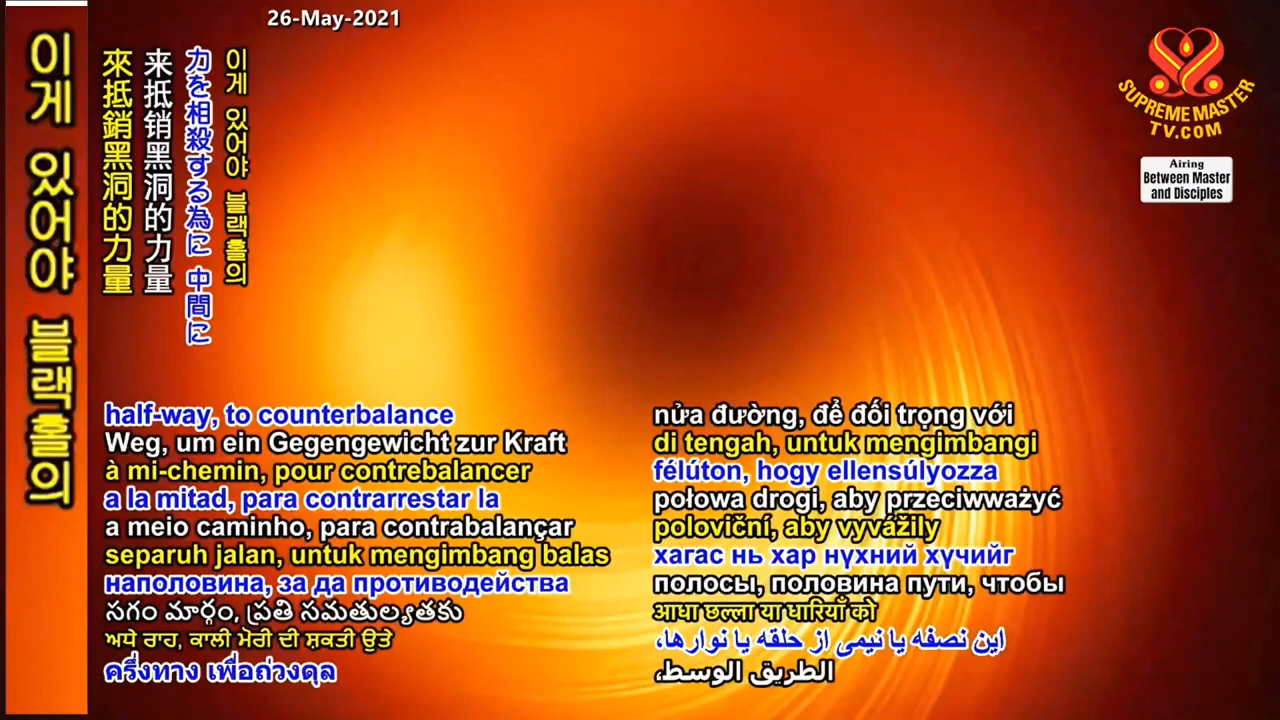 26-May-2021
이게 있어야 블랙홀의
來抵銷黑洞的力量
来抵销黑洞的力量
力を相殺する為に 中間に
이게 있어야 블랙홀의
SUPREME MASTER
TV.COM
Airing
Between Master
and Disciples
half-way, to counterbalance
Weg, um ein Gegengewicht zur Kraft
à mi-chemin, pour contrebalancer
a la mitad, para contrarrestar la
a meio caminho, para contrabalançar
separuh jalan, untuk mengimbang balas
наполовина, за да противодейства
సగం మార్గం, ప్రతి సమతుల్యతకు
ਅਧੇ ਰਾਹ, ਕਾਲੀ ਮੋਰੀ ਦੀ ਸ਼ਕਤੀ ਉਤੇ
ครึ่งทาง เพื่อถ่วงดุล
nửa đường, để đối trọng với
di tengah, untuk mengimbangi
félúton, hogy ellensúlyozza
połowa drogi, aby przeciwważyć
poloviční, aby vyvážily
хагас нь хар нүхний хүчийг
полосы, половина пути, чтобы
आधा छल्ला या धारियाँ को
این نصفه یا نیمی از حلقه یا نوارها،
الطريق الوسط،